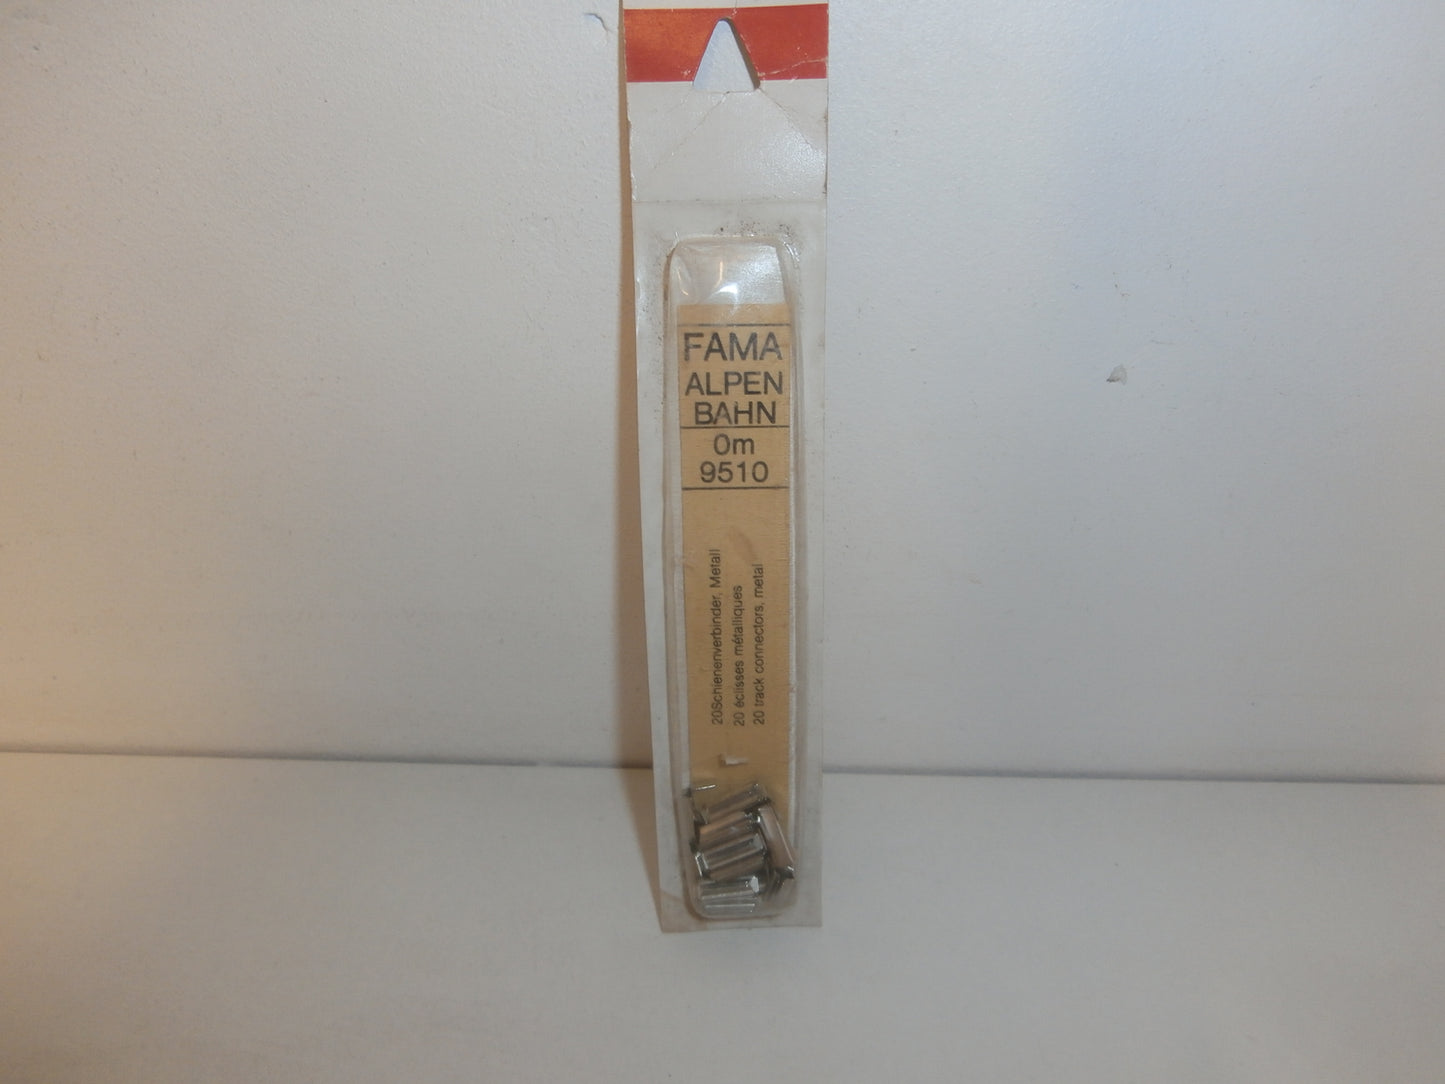 FAMA
ALPEN
BAHN
0m
9510
20Schienenverbinder, Metall
20 éclisses métalliques
20 track connectors, metal